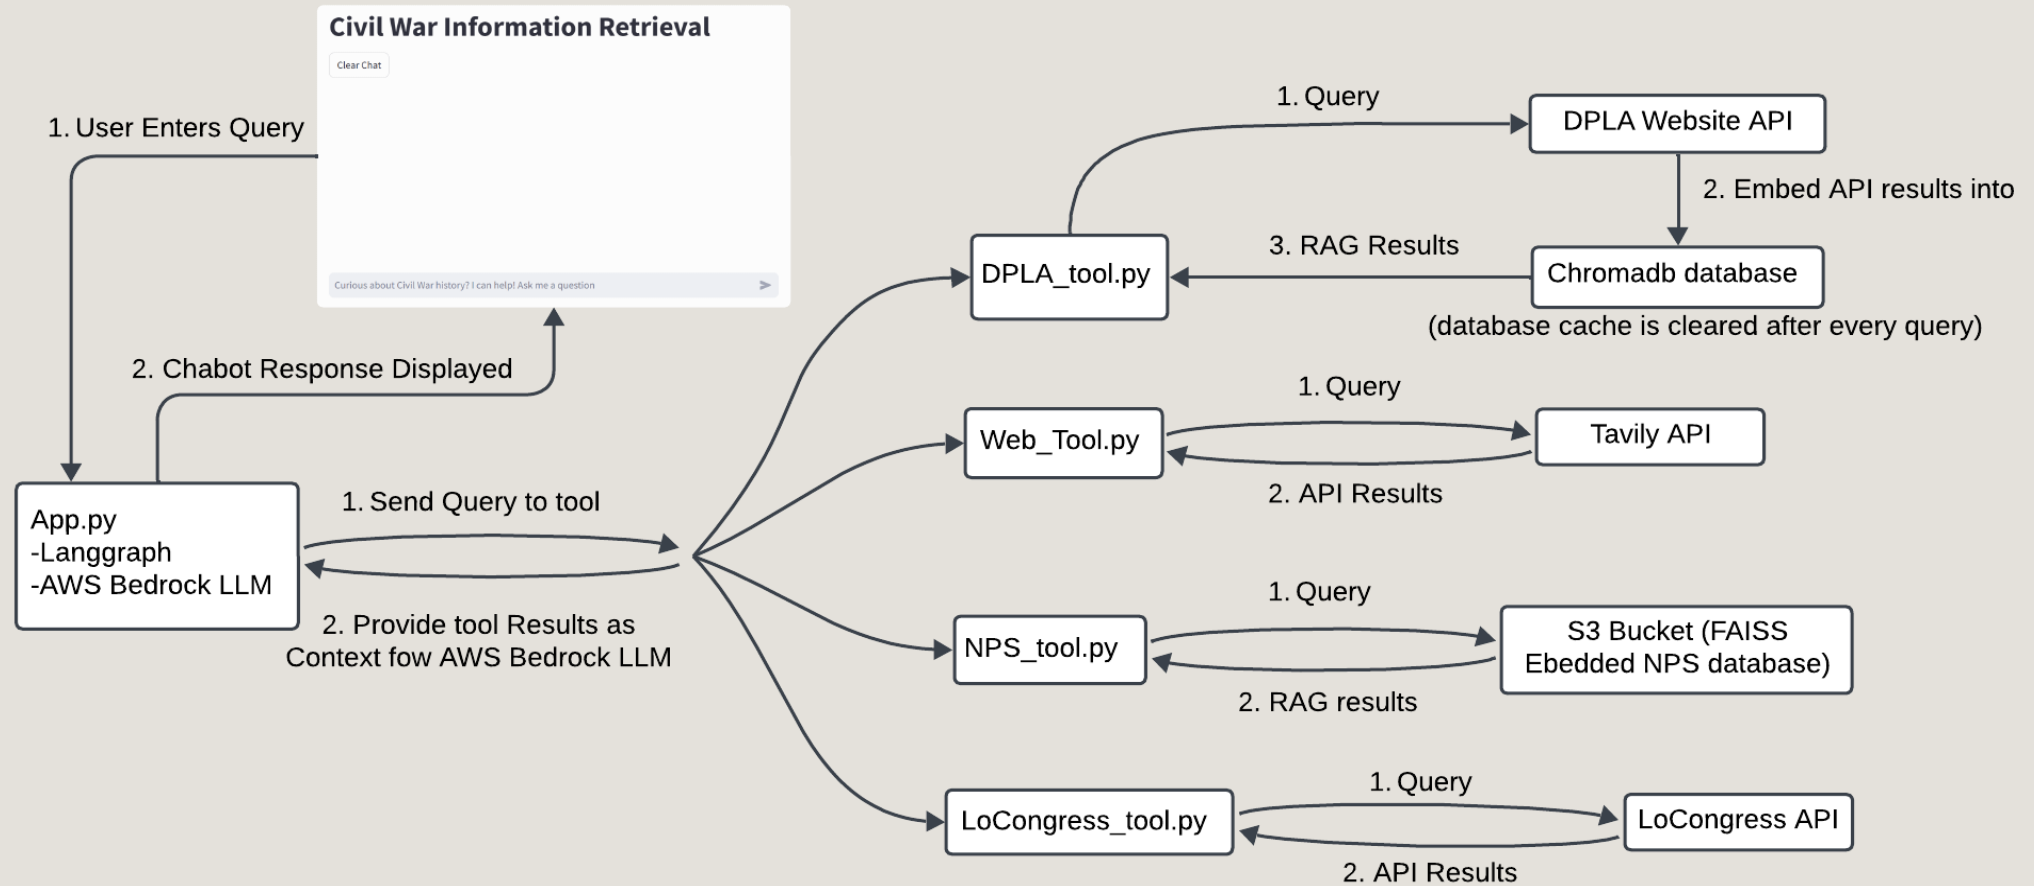 Civil War Information Retrieval
Clear Chat
Curious about Civil War history? I can help! Ask me a question
1. User Enters Query
2. Chabot Response Displayed
App.py
-Langgraph
-AWS Bedrock LLM
1. Send Query to tool
2. Provide tool Results as
Context fow AWS Bedrock LLM
DPLA_tool.py
1. Query
DPLA Website API
2. Embed API results into
3. RAG Results
Chromadb database
(database cache is cleared after every query)
Web_Tool.py
1. Query
Tavily API
2. API Results
NPS_tool.py
1. Query
S3 Bucket (FAISS
Ebedded NPS database)
2. RAG results
LoCongress_tool.py
1. Query
LoCongress API
2. API Results